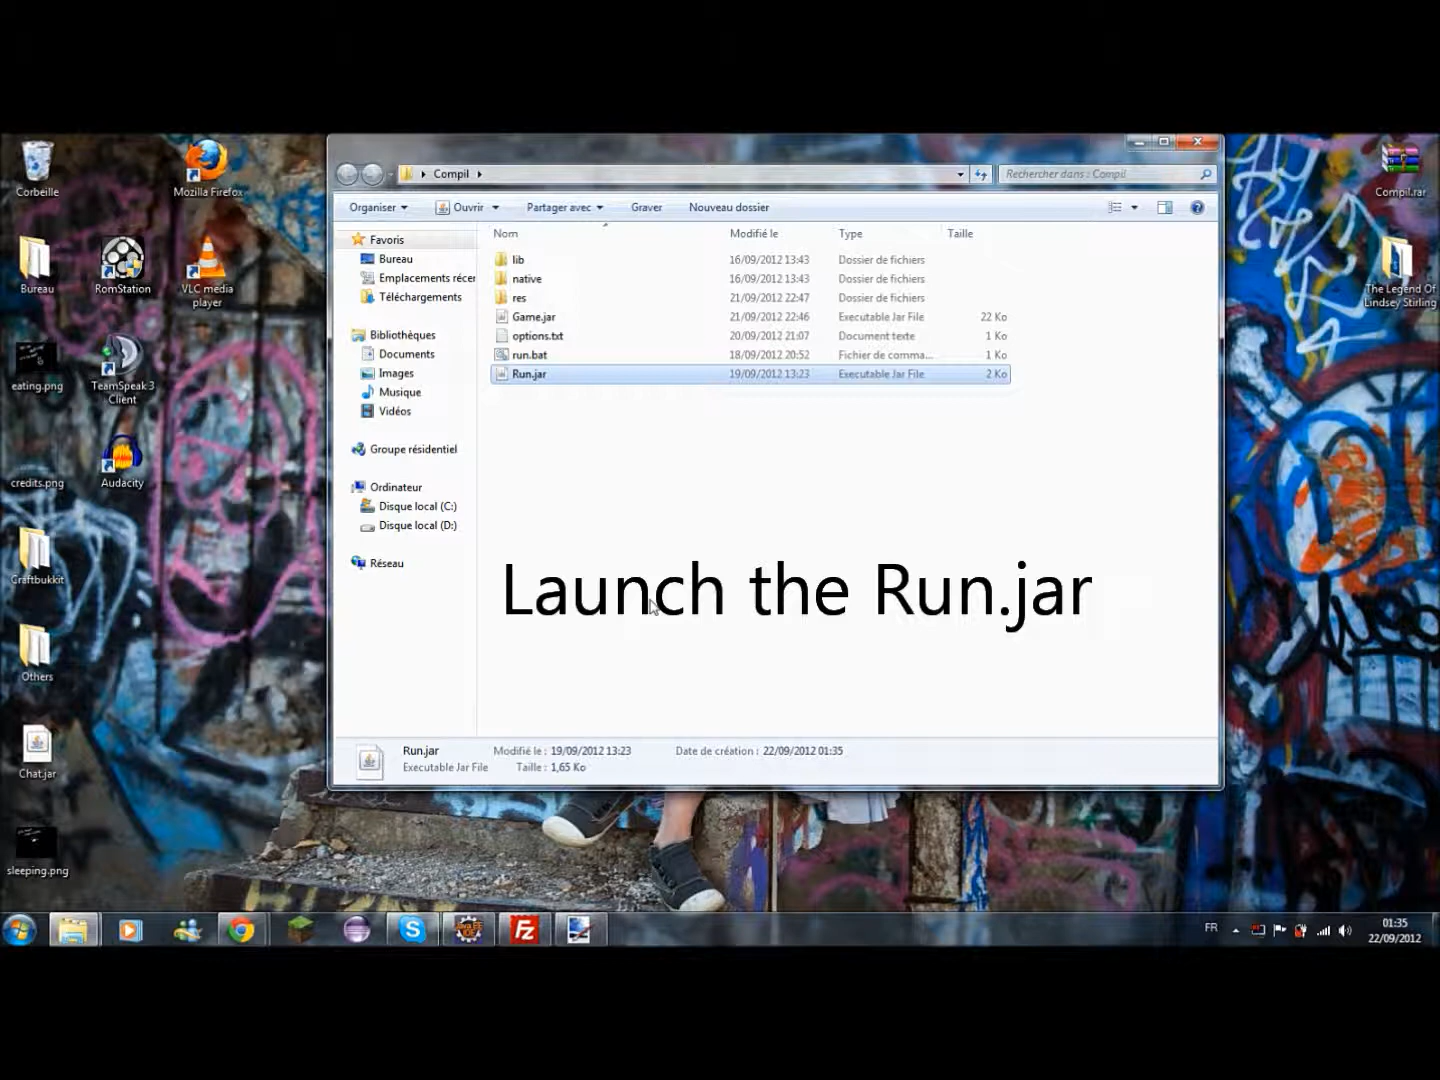 Corbeille
Mozilla Firefox
Bureau
RomStation
VLC media
player
eating.png
TeamSpeak 3
Client
credits.png
Audacity
Craftbukkit
Others
Chat.jar
sleeping.png
Compil
Rechercher dans : Compil
Organiser
Ouvrir
Partager avec
Graver
Nouveau dossier
Favoris
Bureau
Emplacements récer
Téléchargements
Bibliothèques
Documents
Images
Musique
Vidéos
Groupe résidentiel
Ordinateur
Disque local (C:)
Disque local (D:)
Réseau
Nom Modifié le Type Taille
lib 16/09/2012 13:43 Dossier de fichiers
native 16/09/2012 13:43 Dossier de fichiers
res 21/09/2012 22:47 Dossier de fichiers
Game.jar 21/09/2012 22:46 Executable Jar File 22 Ko
options.txt 20/09/2012 21:07 Document texte 1 Ko
run.bat 18/09/2012 20:52 Fichier de comma... 1 Ko
Run.jar 19/09/2012 13:23 Executable Jar File 2 Ko
Launch the Run.jar
Run.jar Modifié le : 19/09/2012 13:23 Date de création : 22/09/2012 01:35
Executable Jar File Taille : 1,65 Ko
Compil.rar
The Legend Of
Lindsey Stirling
Java EE
IDE
FR
01:35
22/09/2012